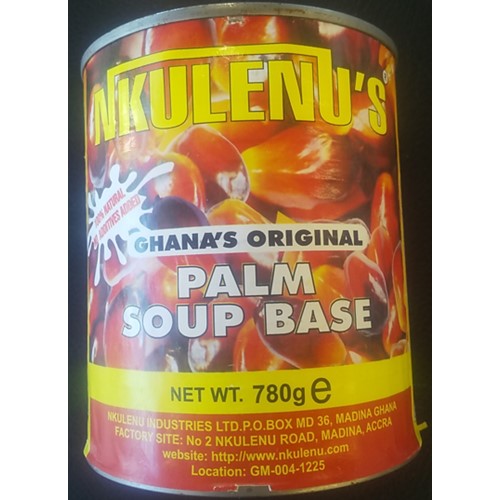 NKULENU'S
100% NATURAL
NO ADDITIVES ADDED
GHANA'S ORIGINAL
PALM
SOUP BASE
NET WT. 780g e
NKULENU INDUSTRIES LTD.P.O.BOX MD 36, MADINA GHANA
FACTORY SITE: No 2 NKULENU ROAD, MADINA, ACCRA
website: http://www.nkulenu.com
Location: GM-004-1225